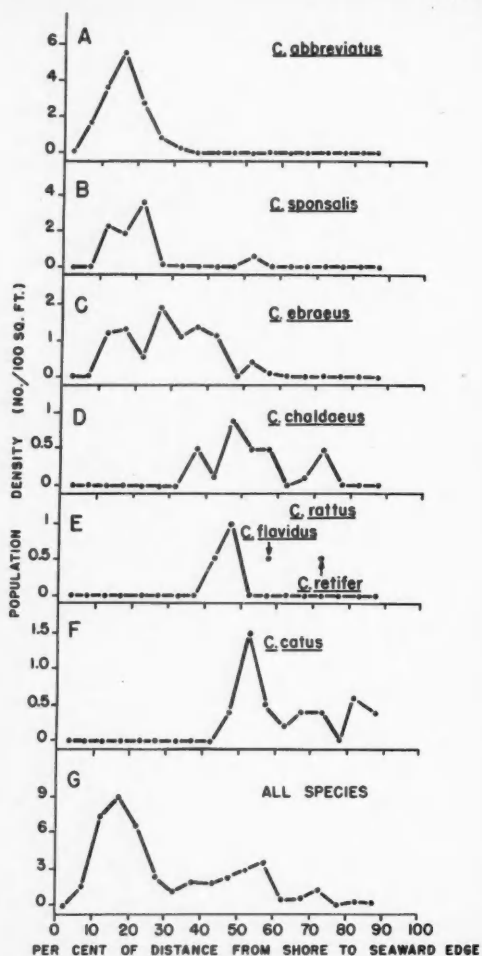 A
C. abbreviatus
6
4
2
0
B
C. sponsalis
4
2
0
C
C. ebraeus
2
1
0
D
C. chaldaeus
1
0.5
0
E
C. rattus
C. flavidus
C. retifer
1
0.5
0
F
C. catus
1.5
1.0
0.5
0
G
ALL SPECIES
9
6
3
0
0 10 20 30 40 50 60 70 80 90 100
PER CENT OF DISTANCE FROM SHORE TO SEAWARD EDGE
POPULATION DENSITY (NO./100 SQ. FT.)